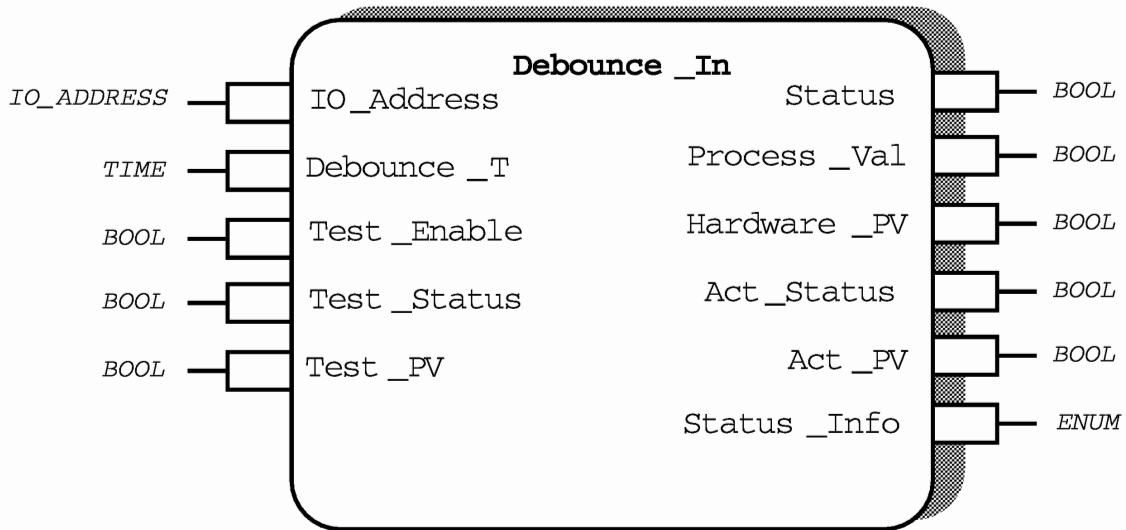 Debounce _In
IO_ADDRESS IO_Address Status BOOL
TIME Debounce _T Process _Val BOOL
BOOL Test _Enable Hardware _PV BOOL
BOOL Test _Status Act _Status BOOL
BOOL Test _PV Act _PV BOOL
Status _Info ENUM